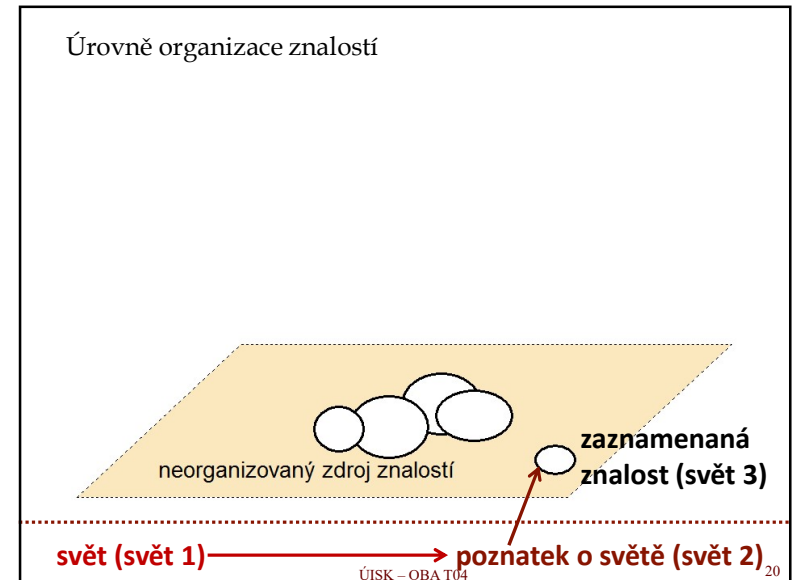 Úrovně organizace znalostí
zaznamenaná
neorganizovaný zdroj znalostí
znalost (svět 3)
svět (svět 1)
poznatek o světě (svět 2)
ÚISK – OBA T04
20